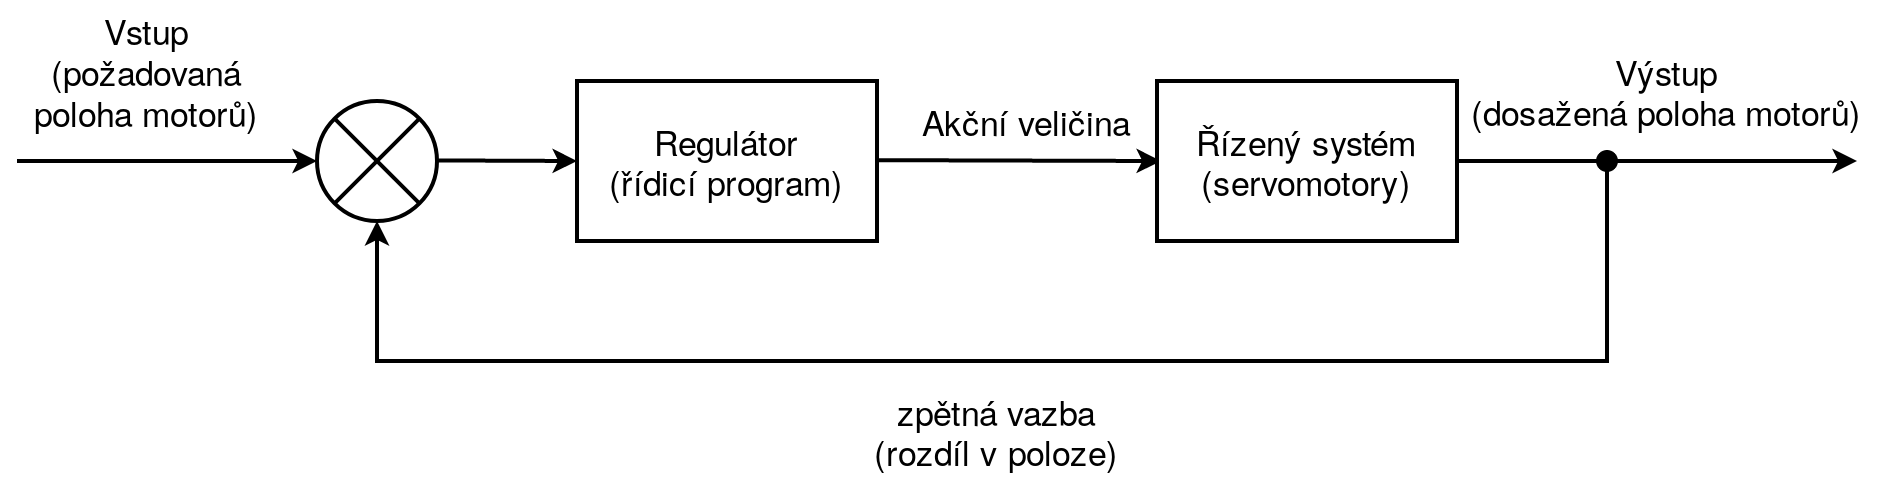 Vstup
(požadovaná
poloha motorů)
Regulátor
(řídicí program)
Akční veličina
Řízený systém
(servomotory)
Výstup
(dosažená poloha motorů)
zpětná vazba
(rozdíl v poloze)